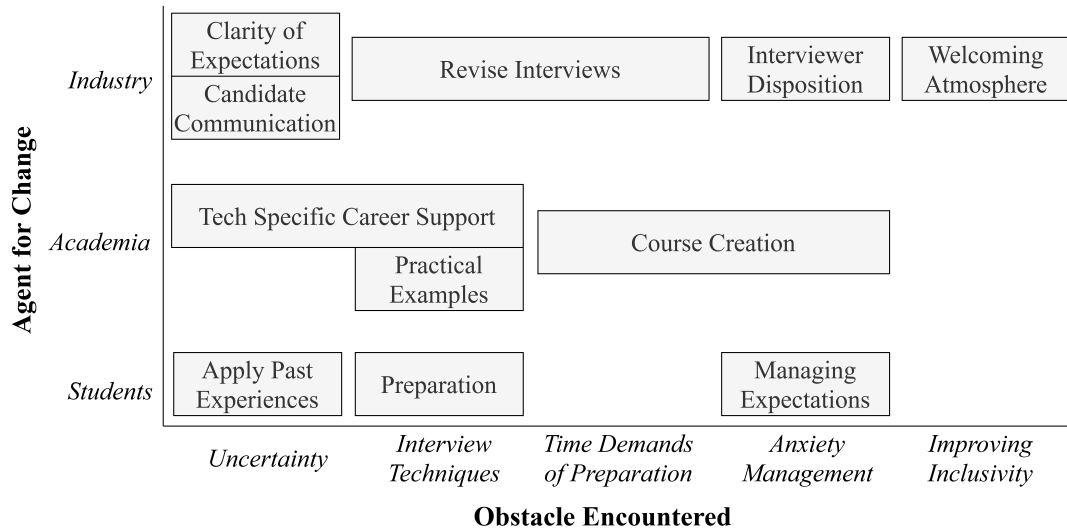 Clarity of
Expectations
Candidate
Communication
Revise Interviews
Interviewer
Disposition
Welcoming
Atmosphere
Industry
Tech Specific Career Support
Practical
Examples
Course Creation
Academia
Apply Past
Experiences
Preparation
Managing
Expectations
Students
Agent for Change
Uncertainty
Interview
Techniques
Time Demands
of Preparation
Anxiety
Management
Improving
Inclusivity
Obstacle Encountered